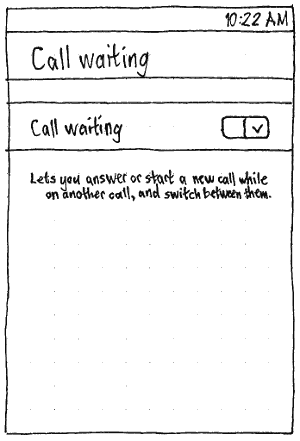 10:22 AM
Call waiting
Call waiting
Lets you answer or start a new call while
on another call, and switch between them.